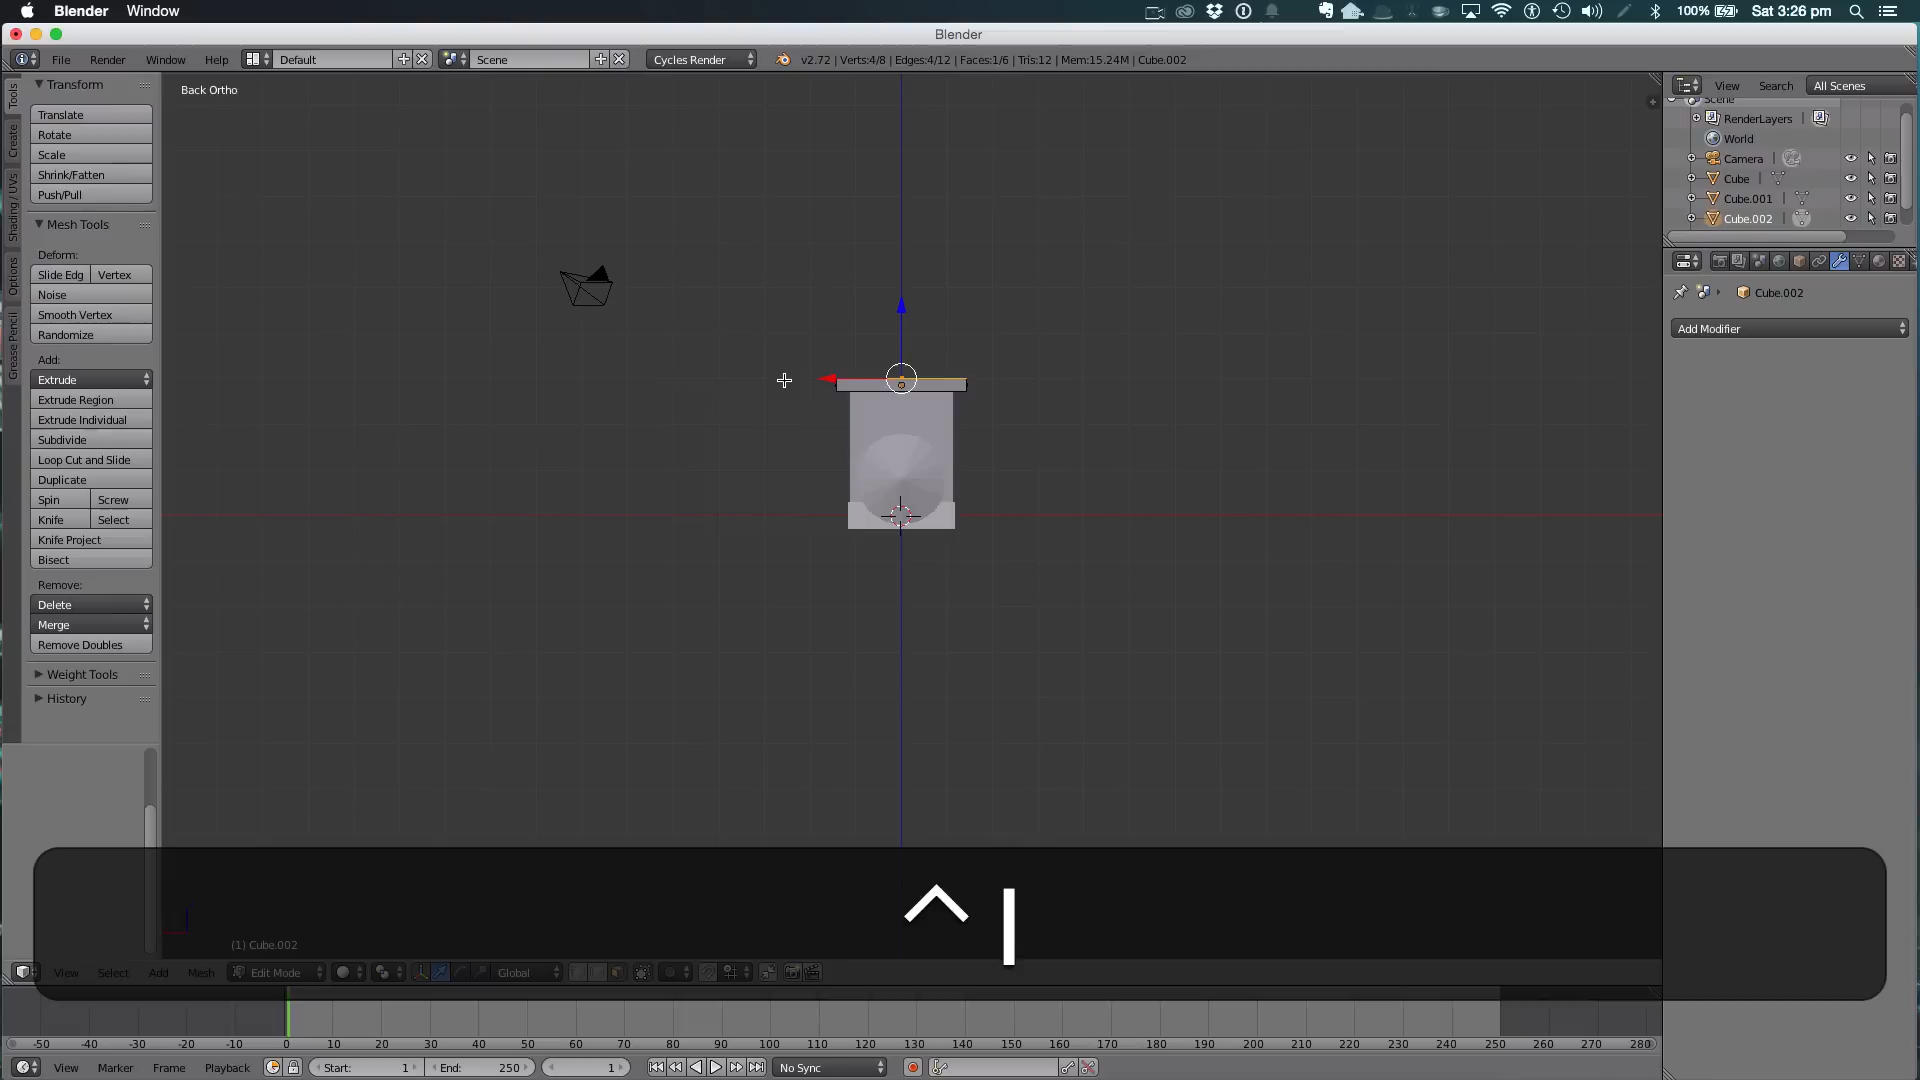 Blender Window 100% Sat 3:26 pm
Blender
File Render Window Help Default Scene Cycles Render v2.72 | Verts:4/8 | Edges:4/12 | Faces:1/6 | Tris:12 | Mem:15.24M | Cube.002
Tools
Create
Shading / UVs
Options
Grease Pencil
Transform
Translate
Rotate
Scale
Shrink/Fatten
Push/Pull
Mesh Tools
Deform:
Slide Edg Vertex
Noise
Smooth Vertex
Randomize
Add:
Extrude
Extrude Region
Extrude Individual
Subdivide
Loop Cut and Slide
Duplicate
Spin Screw
Knife Select
Knife Project
Bisect
Remove:
Delete
Merge
Remove Doubles
Weight Tools
History
Back Ortho
View Search All Scenes
Scene
RenderLayers
World
Camera
Cube
Cube.001
Cube.002
Cube.002
Add Modifier
^ |
(1) Cube.002
View Select Add Mesh Edit Mode Global
-50 -40 -30 -20 -10 0 10 20 30 40 50 60 70 80 90 100 110 120 130 140 150 160 170 180 190 200 210 220 230 240 250 260 270 280
View Marker Frame Playback Start: 1 End: 250 1 No Sync